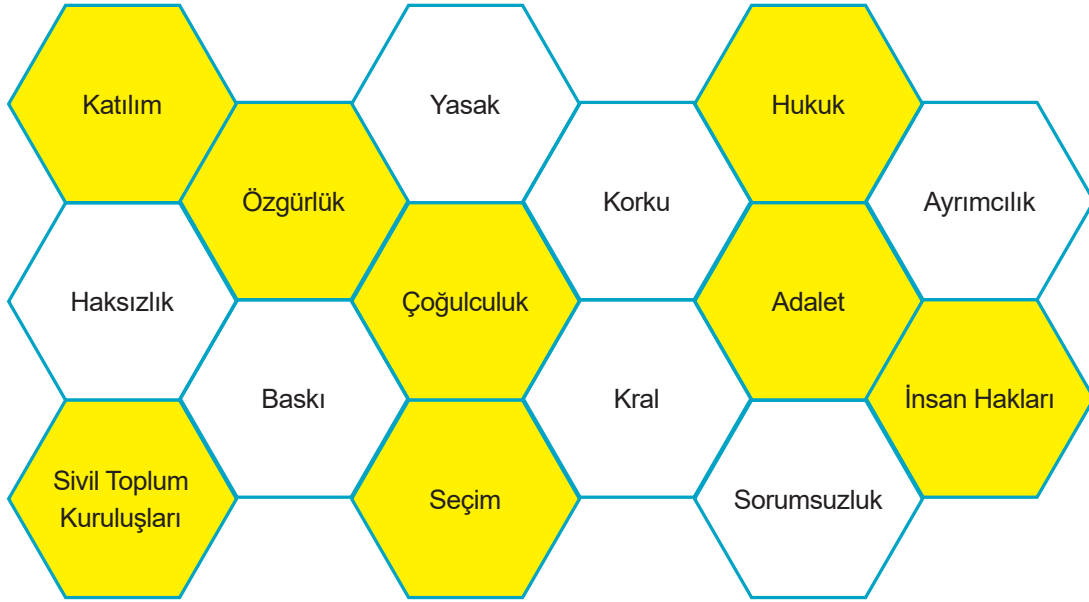 Katılım
Yasak
Hukuk
Özgürlük
Korku
Ayrımcılık
Haksızlık
Çoğulculuk
Adalet
Baskı
Kral
İnsan Hakları
Sivil Toplum
Kuruluşları
Seçim
Sorumsuzluk